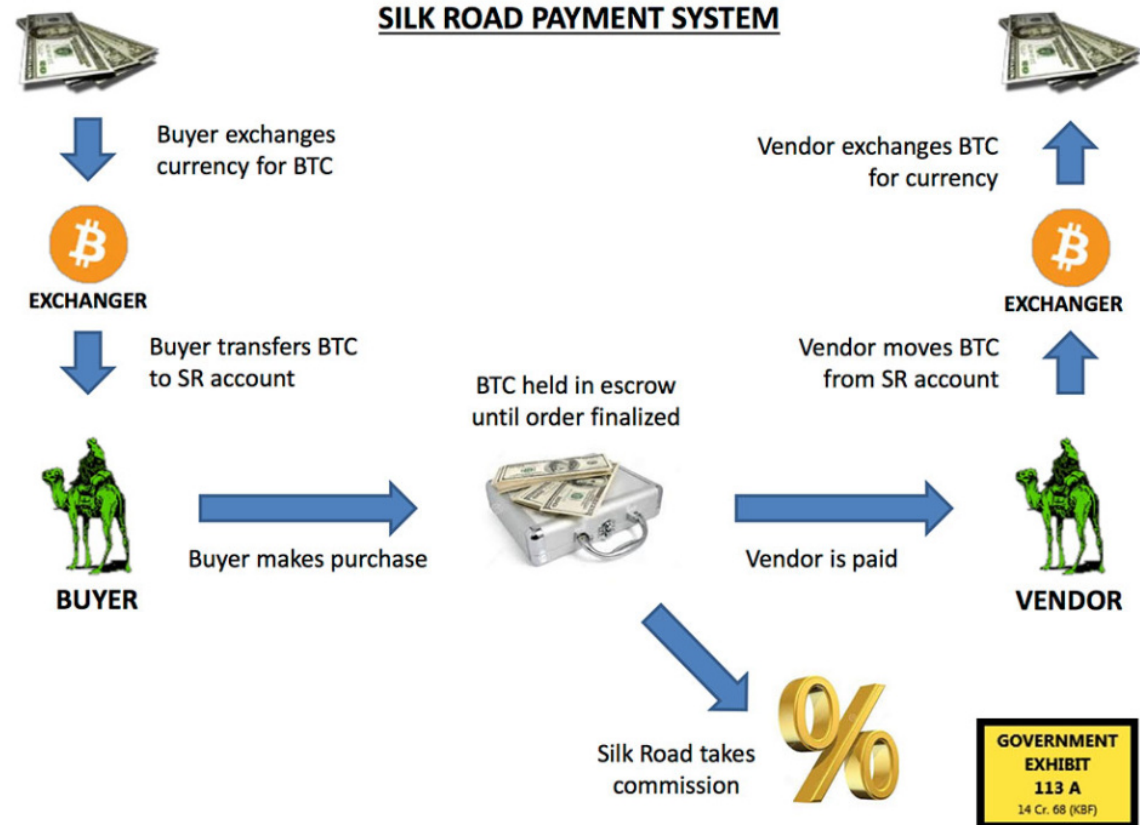 SILK ROAD PAYMENT SYSTEM
Buyer exchanges
currency for BTC
EXCHANGER
Buyer transfers BTC
to SR account
BUYER
Buyer makes purchase
BTC held in escrow
until order finalized
Vendor is paid
Silk Road takes
commission
Vendor exchanges BTC
for currency
EXCHANGER
Vendor moves BTC
from SR account
VENDOR
GOVERNMENT
EXHIBIT
113 A
14 Cr. 68 (KBF)